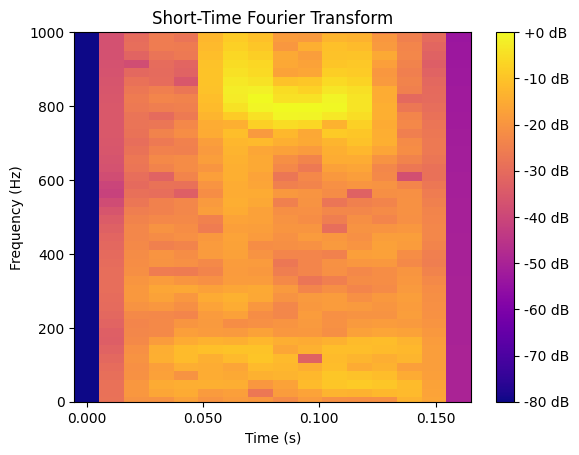 Short-Time Fourier Transform
1000
800
600
400
200
0
Frequency (Hz)
0.000
0.050
0.100
0.150
Time (s)
+0 dB
-10 dB
-20 dB
-30 dB
-40 dB
-50 dB
-60 dB
-70 dB
-80 dB